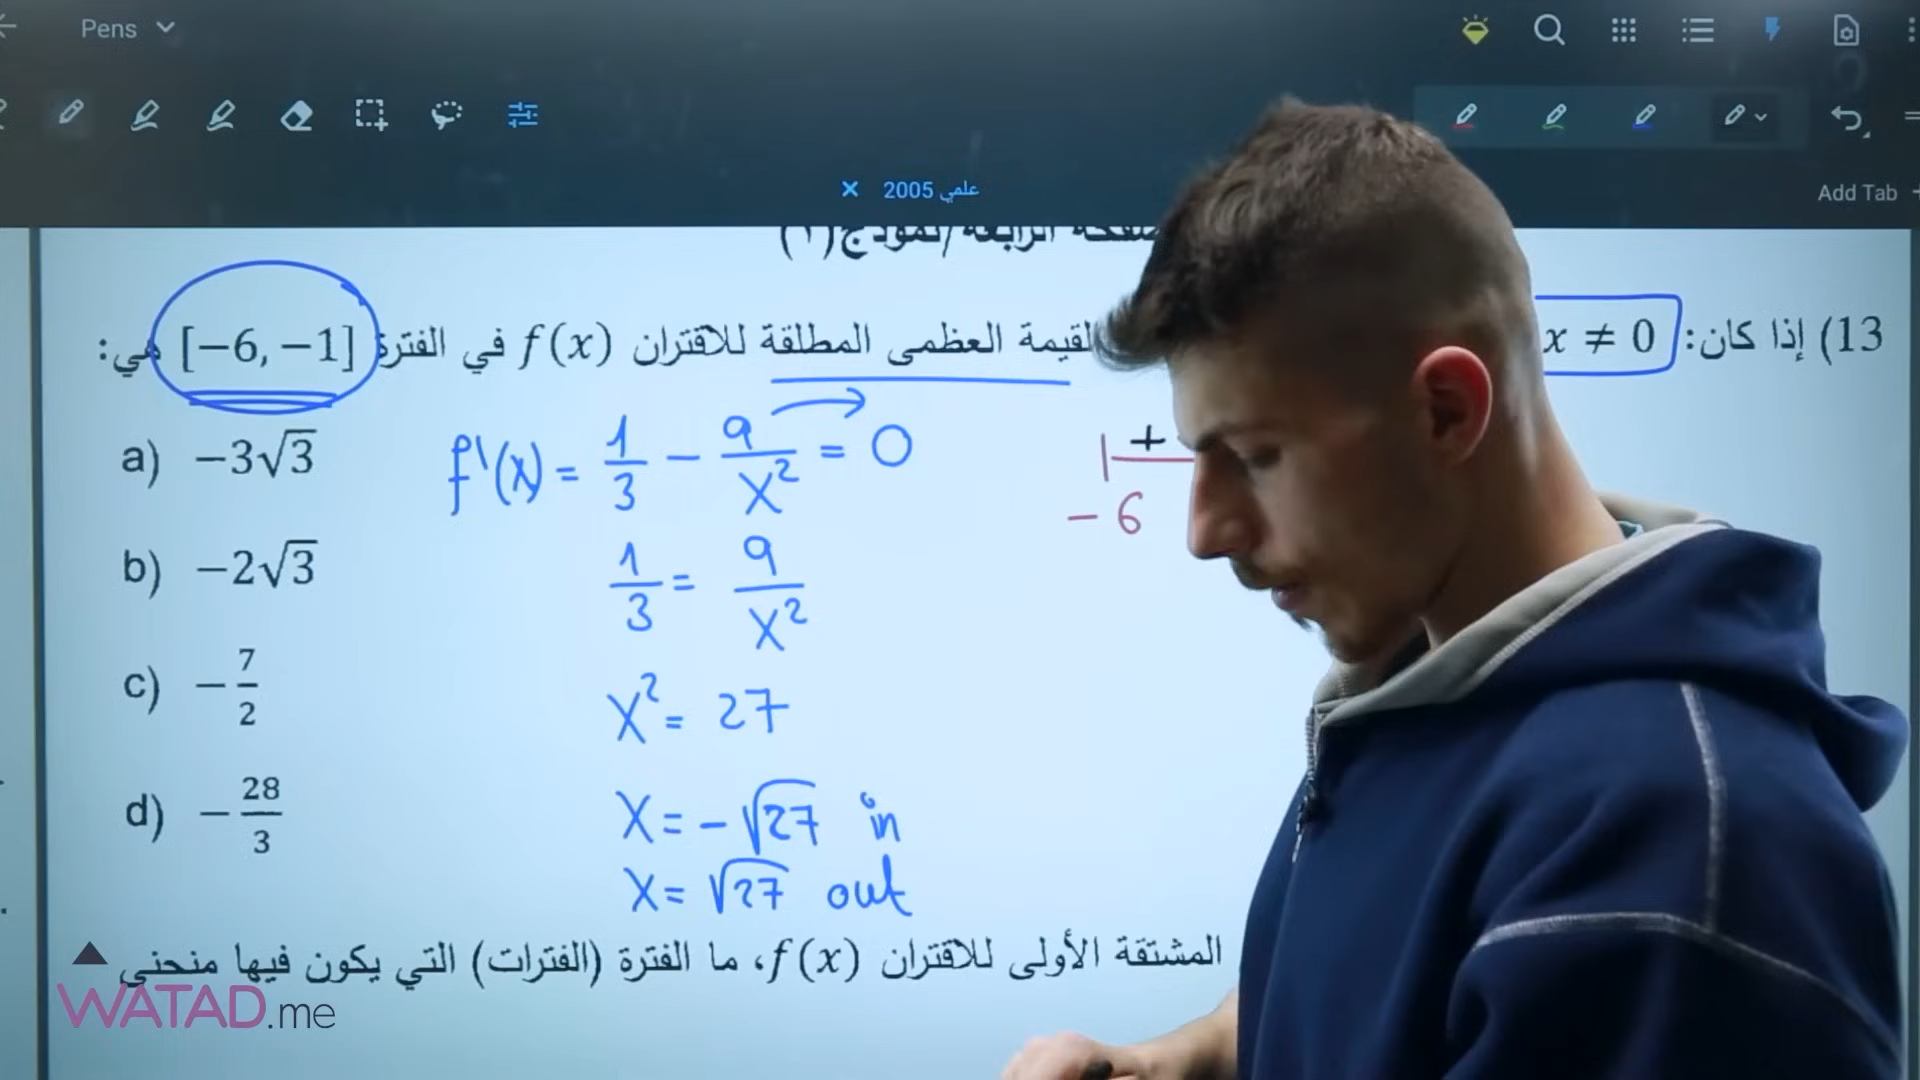 Pens
علمي 2005
Add Tab
13) إذا كان: x ≠ 0 القيمة العظمى المطلقة للاقتران f(x) في الفترة [−6, −1] هي:
a) −3√3
b) −2√3
c) −7/2
d) −28/3
f'(x) = 1/3 − 9/x² = 0
1/3 = 9/x²
x² = 27
x = −√27 in
x = √27 out
+
−6
المشتقة الأولى للاقتران f(x)، ما الفترة (الفترات) التي يكون فيها منحنى
WATAD.me